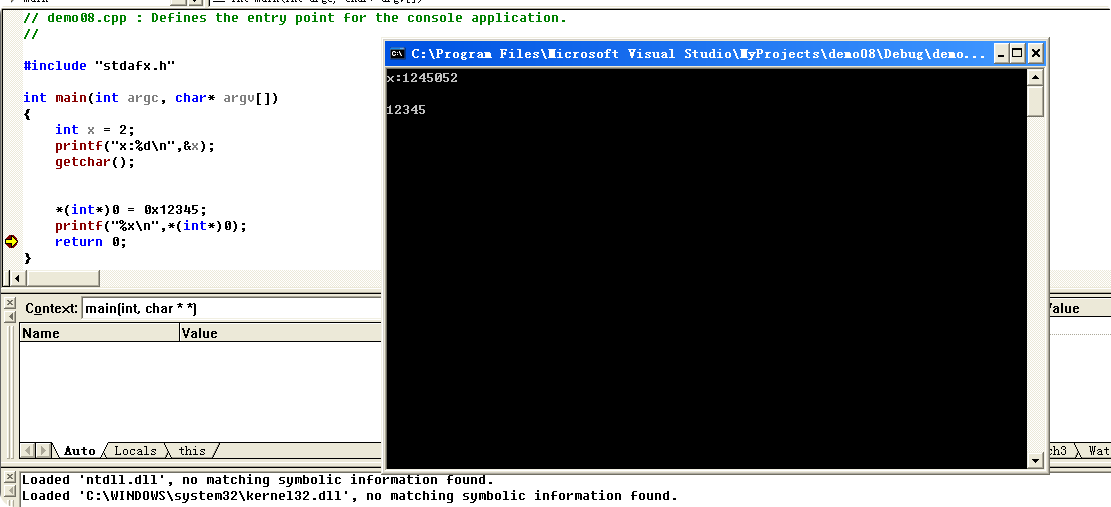 // demo08.cpp : Defines the entry point for the console application.
//
#include "stdafx.h"
int main(int argc, char* argv[])
{
int x = 2;
printf("x:%d\n",&x);
getchar();
*(int*)0 = 0x12345;
printf("%x\n",*(int*)0);
return 0;
}
C:\Program Files\Microsoft Visual Studio\MyProjects\demo08\Debug\demo...
x:1245052
12345
Context: main(int, char * *)
Name Value
Value
Auto Locals this
ch3 Wat
Loaded 'ntdll.dll', no matching symbolic information found.
Loaded 'C:\WINDOWS\system32\kernel32.dll', no matching symbolic information found.